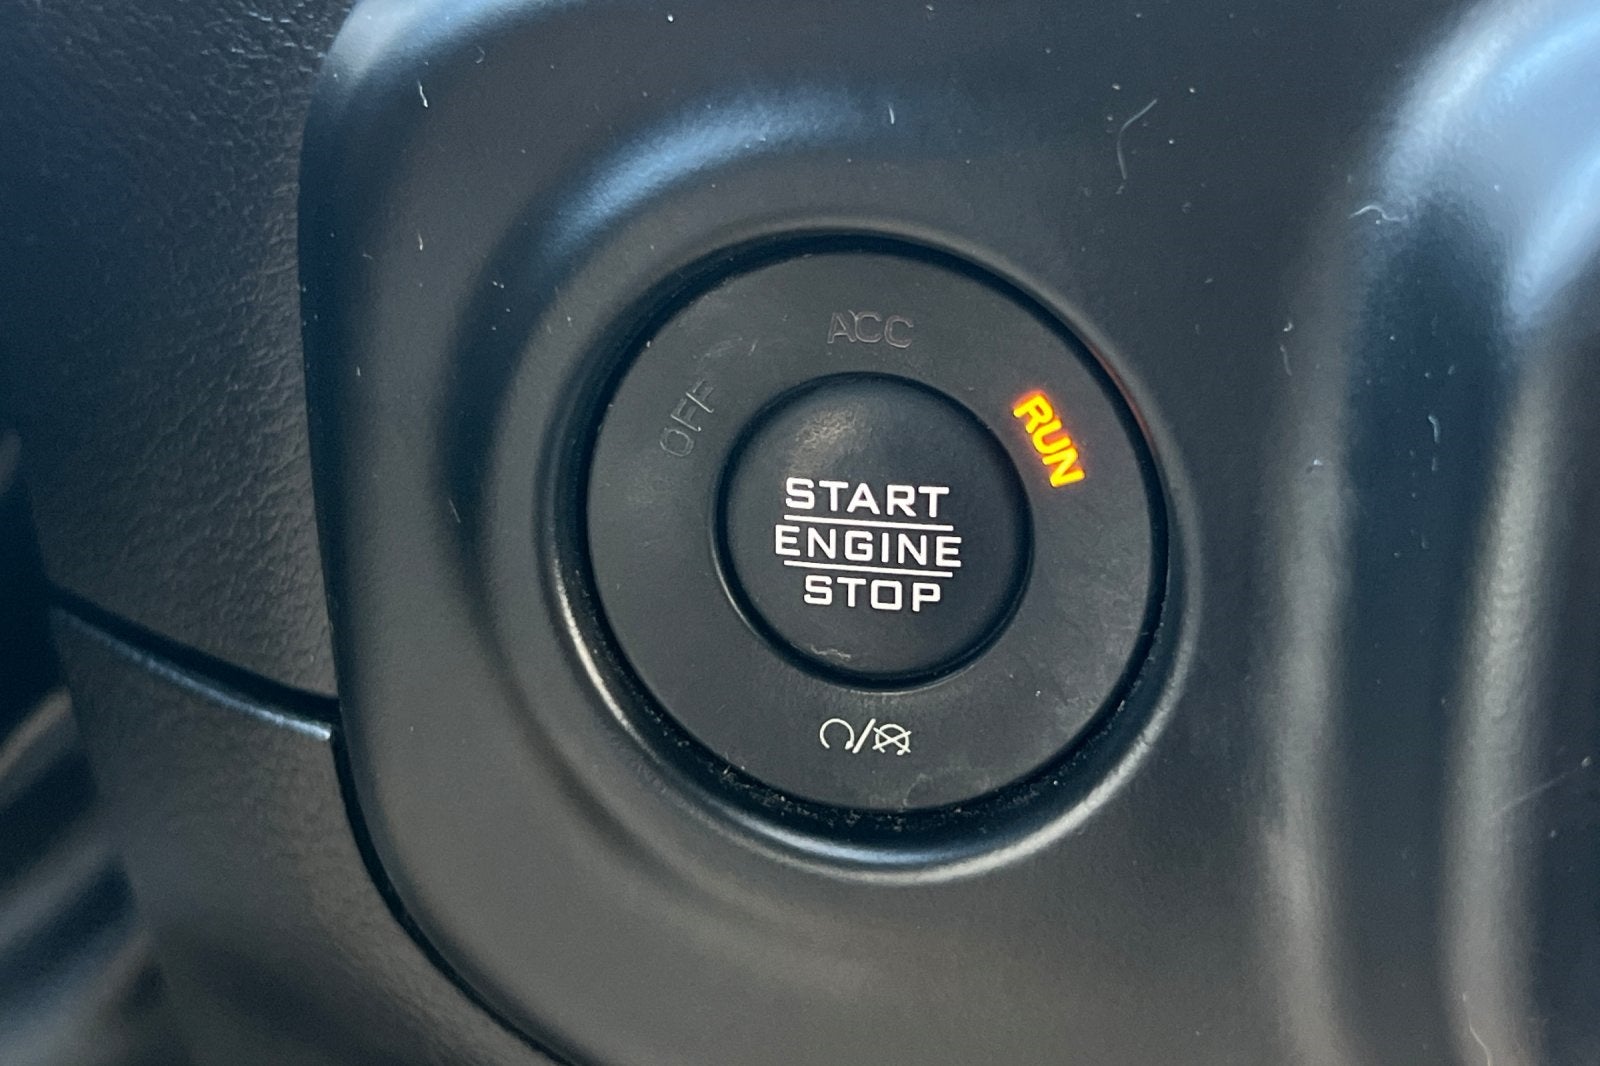 ACC
OFF
RUN
START
ENGINE
STOP